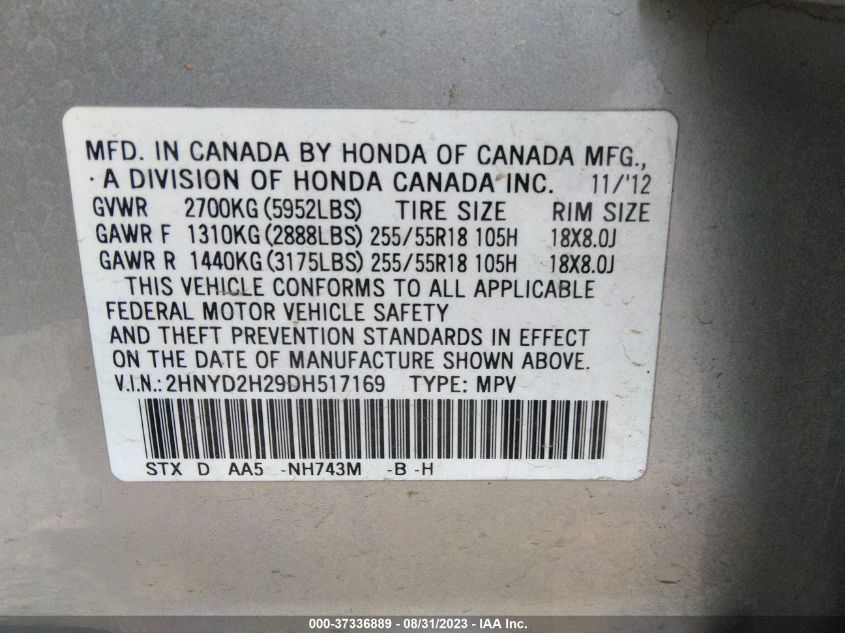 MFD. IN CANADA BY HONDA OF CANADA MFG.,
A DIVISION OF HONDA CANADA INC. 11/'12
GVWR 2700KG (5952LBS) TIRE SIZE RIM SIZE
GAWR F 1310KG (2888LBS) 255/55R18 105H 18X8.0J
GAWR R 1440KG (3175LBS) 255/55R18 105H 18X8.0J
THIS VEHICLE CONFORMS TO ALL APPLICABLE
FEDERAL MOTOR VEHICLE SAFETY
AND THEFT PREVENTION STANDARDS IN EFFECT
ON THE DATE OF MANUFACTURE SHOWN ABOVE.
V.I.N.: 2HNYD2H29DH517169 TYPE: MPV
STX D AA5 -NH743M -B -H
000-37336889 - 08/31/2023 - IAA Inc.